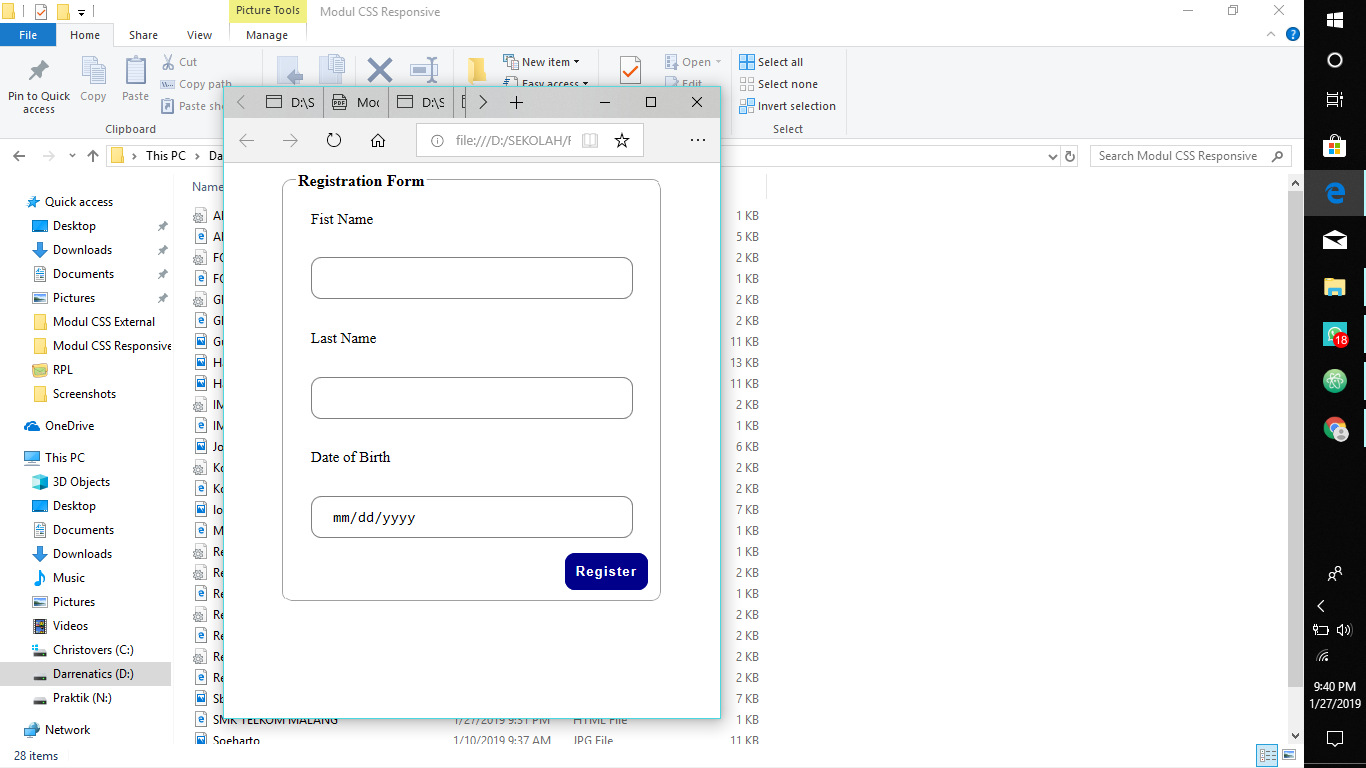 Picture Tools
Modul CSS Responsive
File
Home
Share
View
Manage
Pin to Quick access
Copy
Paste
Cut
Copy path
New item
Easy access
Open
Edit
Select all
Select none
Invert selection
Clipboard
Select
This PC
Search Modul CSS Responsive
D:\S
PDF
D:\S
file:///D:/SEKOLAH/
Registration Form
Fist Name
Last Name
Date of Birth
mm/dd/yyyy
Register
Name
Quick access
Desktop
Downloads
Documents
Pictures
Modul CSS External
Modul CSS Responsive
RPL
Screenshots
OneDrive
This PC
3D Objects
Desktop
Documents
Downloads
Music
Pictures
Videos
Christovers (C:)
Darrenatics (D:)
Praktik (N:)
Network
1 KB
5 KB
2 KB
1 KB
2 KB
2 KB
11 KB
13 KB
11 KB
2 KB
1 KB
6 KB
2 KB
2 KB
7 KB
1 KB
1 KB
2 KB
1 KB
2 KB
2 KB
2 KB
2 KB
7 KB
SMK TELKOM MALANG 1/27/2019 9:31 PM HTML File 1 KB
Soeharto 1/10/2019 9:37 AM JPG File 11 KB
28 items
18
9:40 PM
1/27/2019